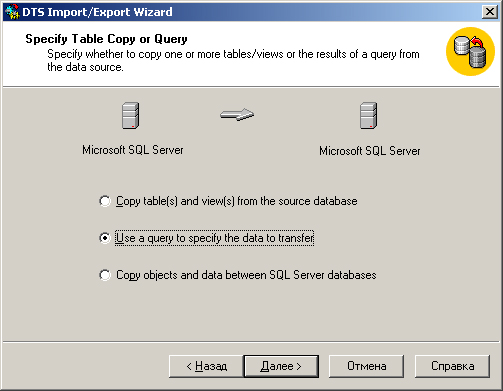 DTS Import/Export Wizard
Specify Table Copy or Query
Specify whether to copy one or more tables/views or the results of a query from
the data source.
Microsoft SQL Server
Microsoft SQL Server
Copy table(s) and view(s) from the source database
Use a query to specify the data to transfer
Copy objects and data between SQL Server databases
< Назад
Далее >
Отмена
Справка